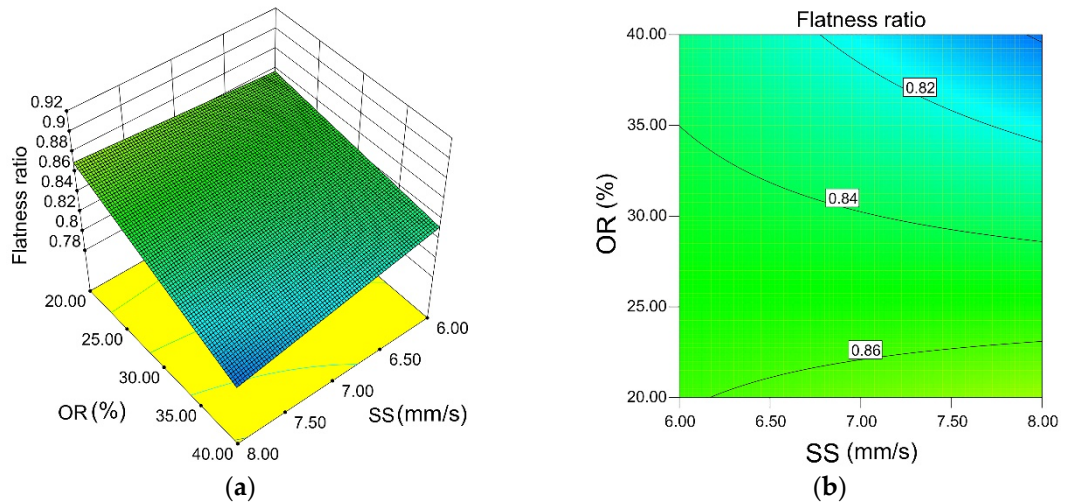 Flatness ratio
0.92
0.9
0.88
0.86
0.84
0.82
0.8
0.78
20.00
25.00
30.00
35.00
40.00
OR (%)
6.00
6.50
7.00
7.50
8.00
SS (mm/s)
(a)
Flatness ratio
40.00
35.00
30.00
25.00
20.00
OR (%)
0.82
0.84
0.86
6.00 6.50 7.00 7.50 8.00
SS (mm/s)
(b)